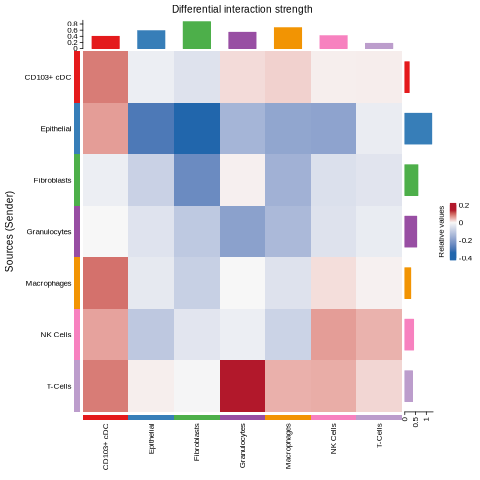 Differential interaction strength
0.8
0.6
0.4
0.2
0
CD103+ cDC
Epithelial
Fibroblasts
Granulocytes
Macrophages
NK Cells
T-Cells
Sources (Sender)
CD103+ cDC
Epithelial
Fibroblasts
Granulocytes
Macrophages
NK Cells
T-Cells
0
0.5
1
Relative values
0.2
0
-0.2
-0.4